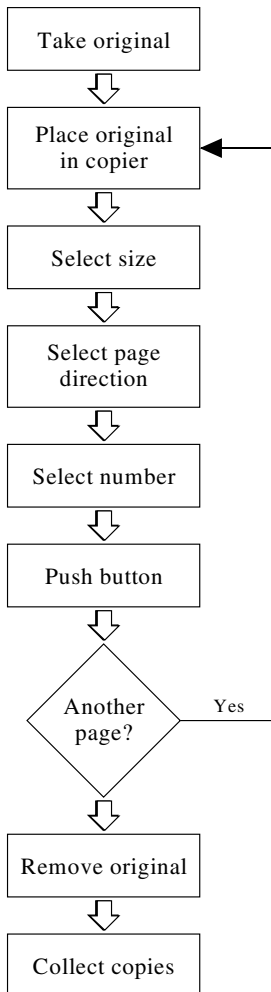 Take original
Place original
in copier
Select size
Select page
direction
Select number
Push button
Another
page?
Yes
Remove original
Collect copies